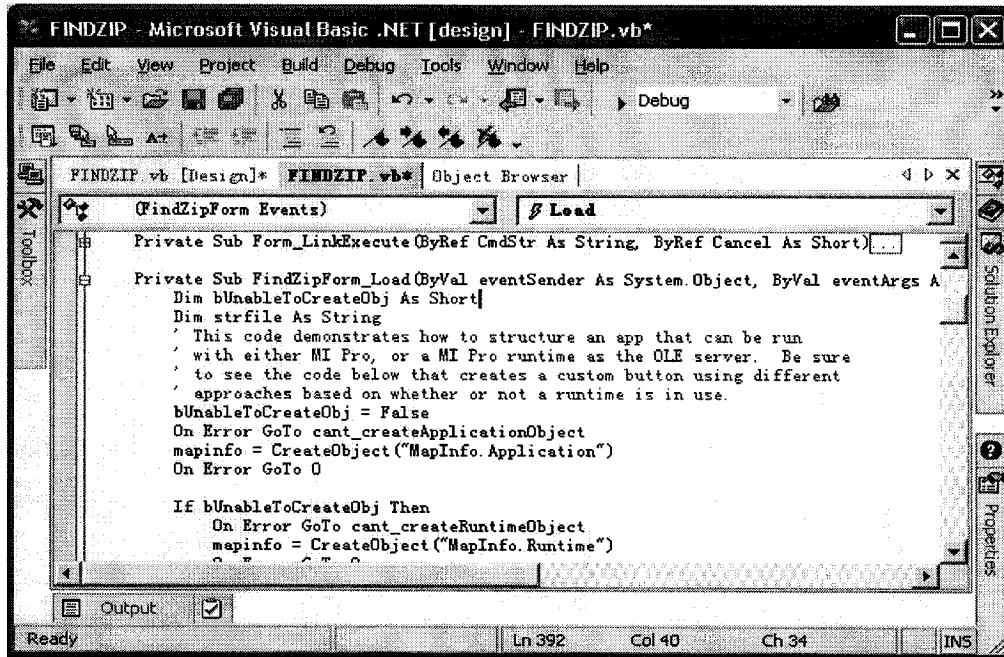 FINDZIP - Microsoft Visual Basic .NET [design] - FINDZIP.vb*
File Edit View Project Build Debug Tools Window Help
Debug
FINDZIP.vb [Design]* FINDZIP.vb* Object Browser
(FindZipForm Events) Load
Private Sub Form_LinkExecute(ByRef CmdStr As String, ByRef Cancel As Short)...
Private Sub FindZipForm_Load(ByVal eventSender As System.Object, ByVal eventArgs A
Dim bUnableToCreateObj As Short
Dim strfile As String
' This code demonstrates how to structure an app that can be run
' with either MI Pro, or a MI Pro runtime as the OLE server. Be sure
' to see the code below that creates a custom button using different
' approaches based on whether or not a runtime is in use.
bUnableToCreateObj = False
On Error GoTo cant_createApplicationObject
mapinfo = CreateObject("MapInfo.Application")
On Error GoTo 0
If bUnableToCreateObj Then
On Error GoTo cant_createRuntimeObject
mapinfo = CreateObject("MapInfo.Runtime")
Toolbox
Solution Explorer
Properties
Output
Ready Ln 392 Col 40 Ch 34 INS